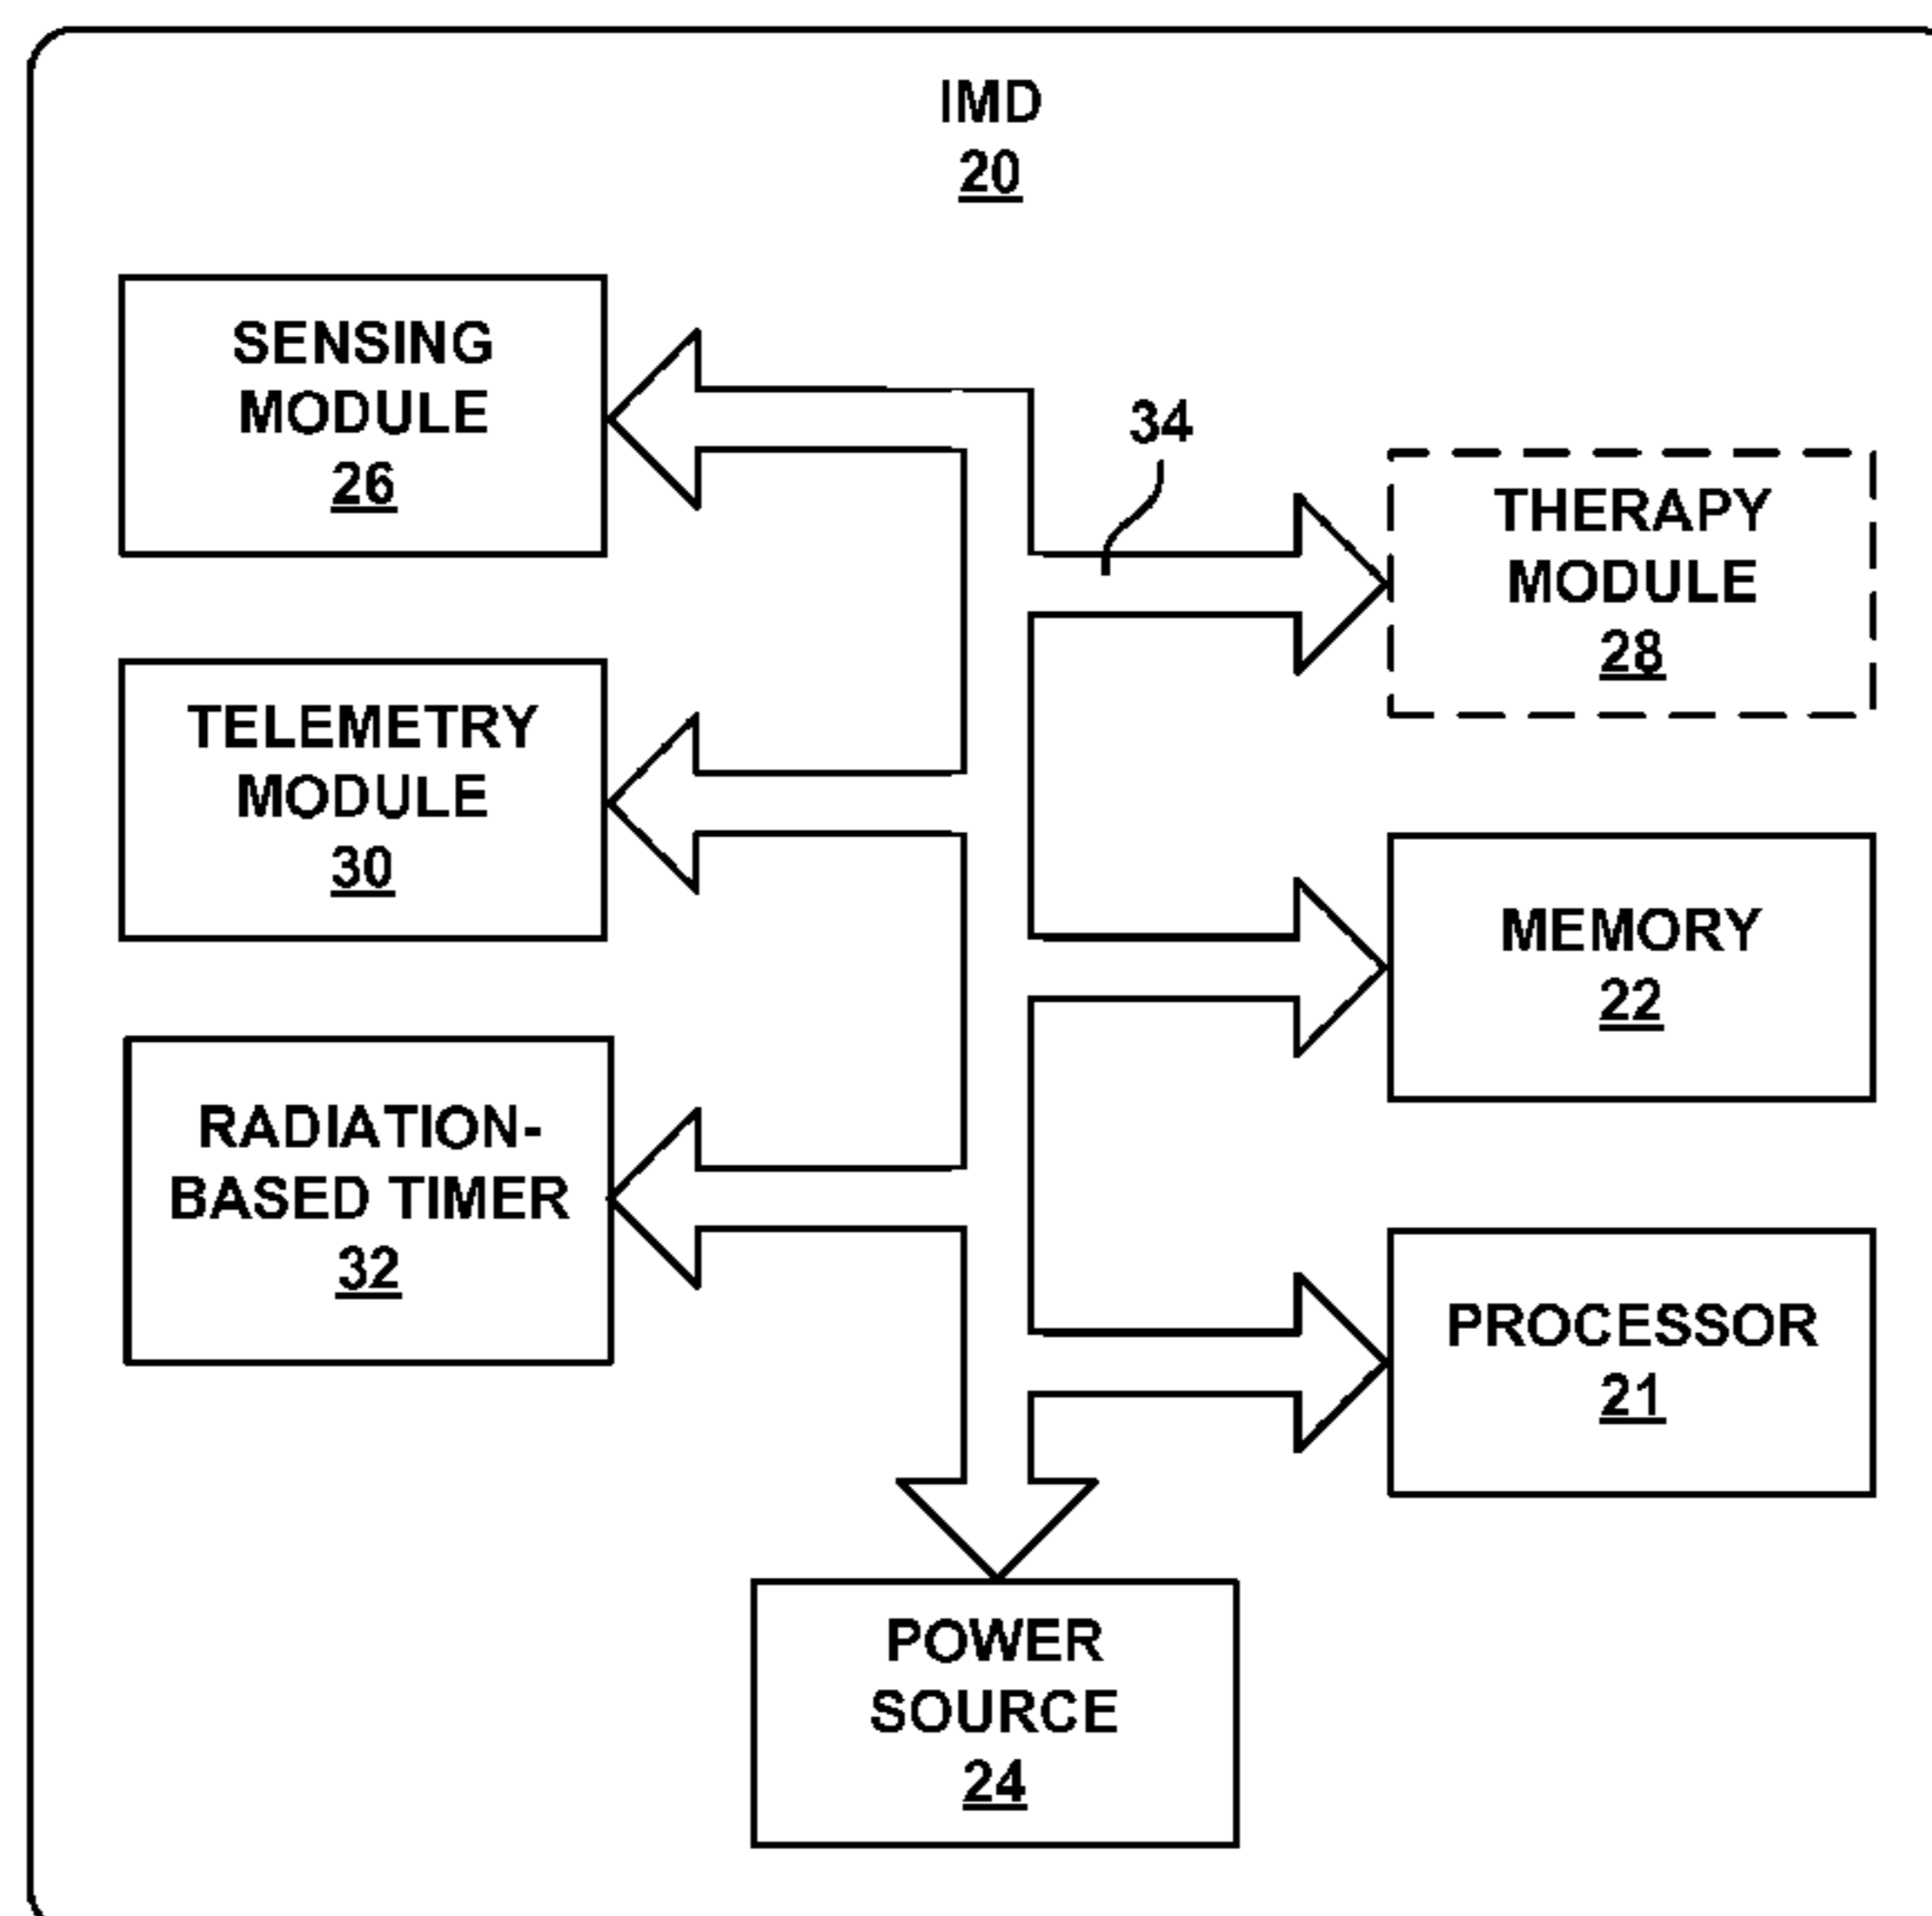 IMD
20
SENSING
MODULE
26
34
THERAPY
MODULE
28
TELEMETRY
MODULE
30
MEMORY
22
RADIATION-
BASED TIMER
32
PROCESSOR
21
POWER
SOURCE
24